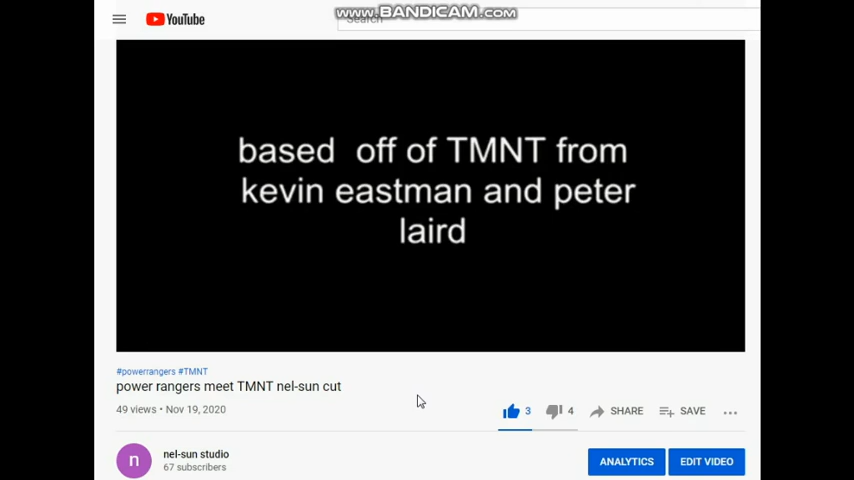 www.BANDICAM.com
YouTube
Search
based off of TMNT from
kevin eastman and peter
laird
#powerrangers #TMNT
power rangers meet TMNT nel-sun cut
49 views • Nov 19, 2020
3
4
SHARE
SAVE
n
nel-sun studio
67 subscribers
ANALYTICS
EDIT VIDEO